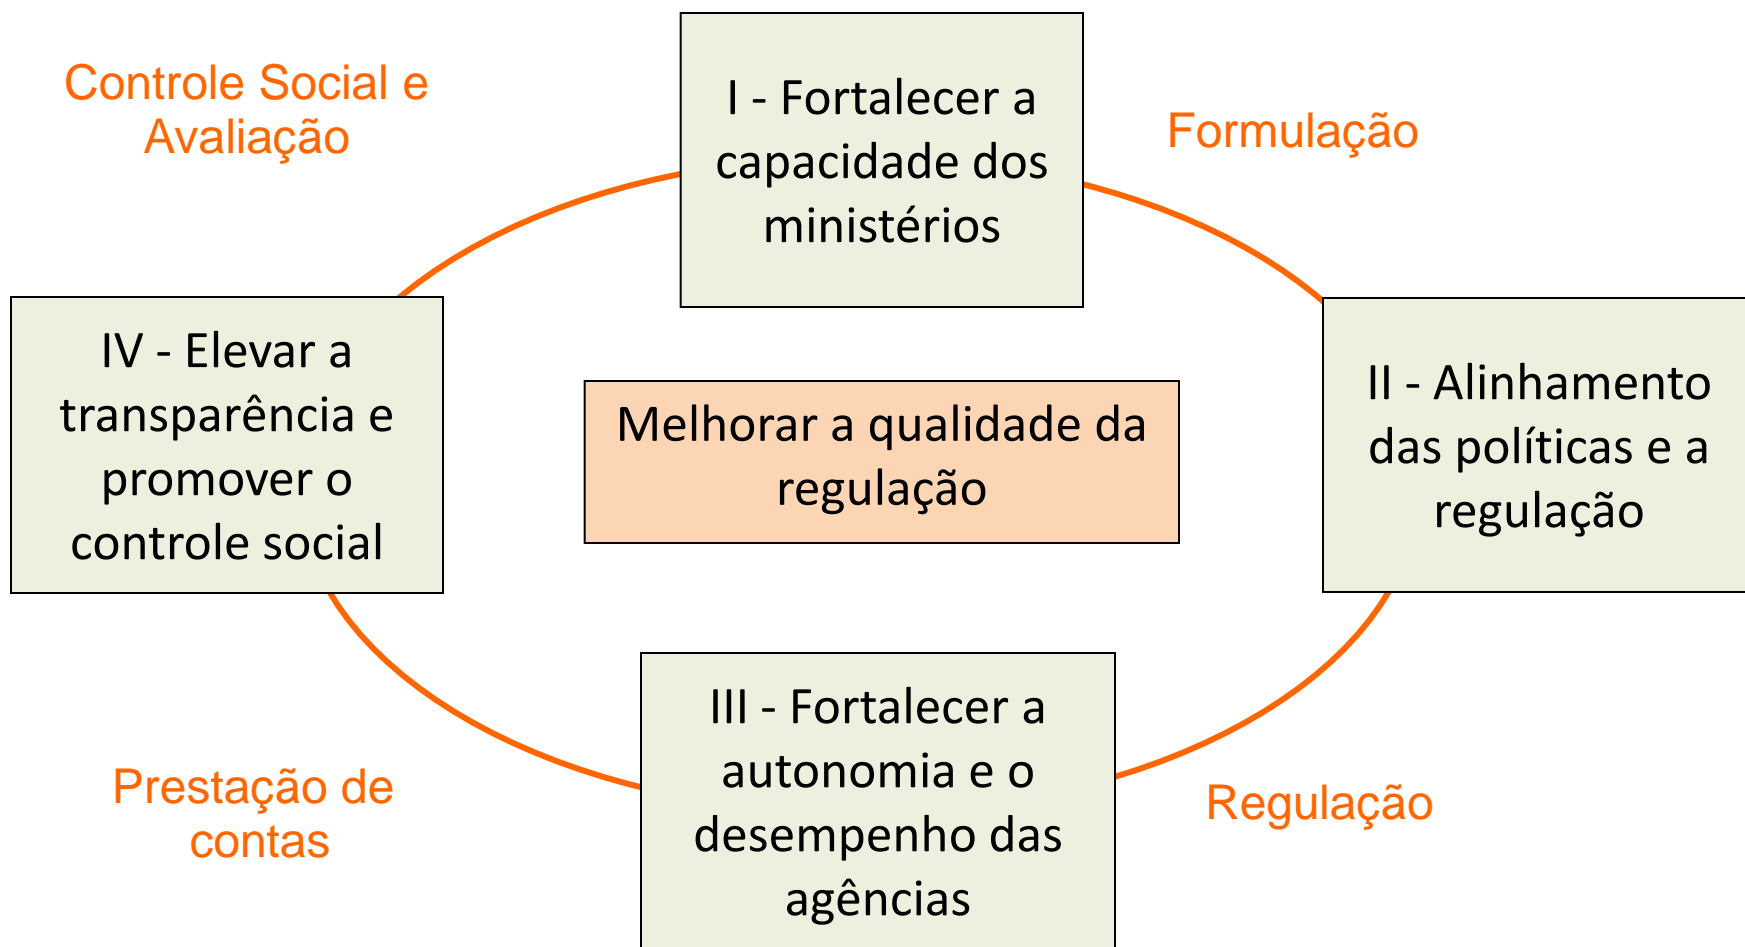 Controle Social e
Avaliação
I - Fortalecer a
capacidade dos
ministérios
Formulação
IV - Elevar a
transparência e
promover o
controle social
Melhorar a qualidade da
regulação
II - Alinhamento
das políticas e a
regulação
Prestação de
contas
III - Fortalecer a
autonomia e o
desempenho das
agências
Regulação